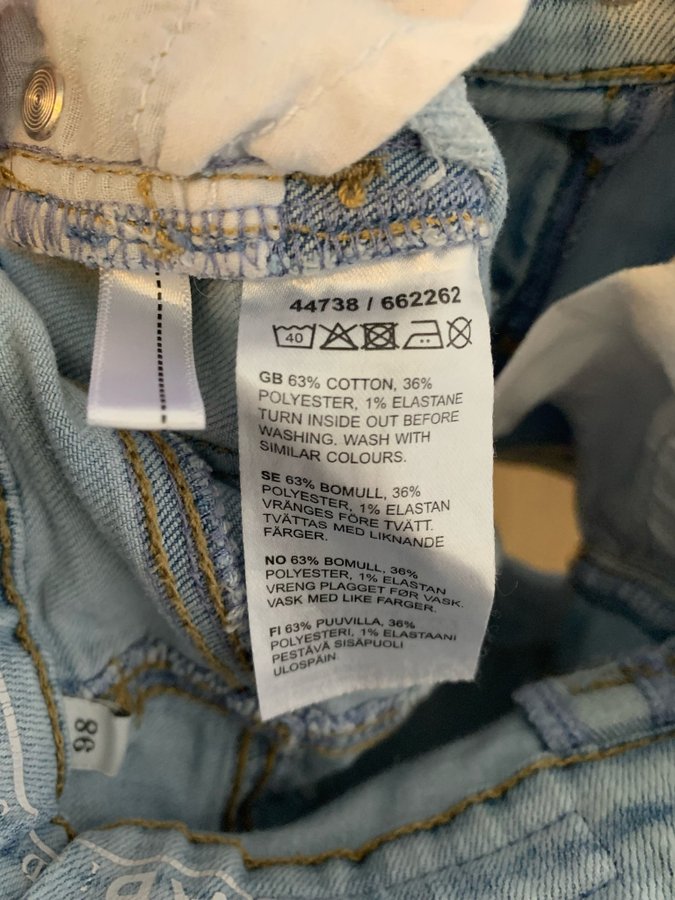 44738 / 662262
40
GB 63% COTTON, 36%
POLYESTER, 1% ELASTANE
TURN INSIDE OUT BEFORE
WASHING. WASH WITH
SIMILAR COLOURS.
SE 63% BOMULL, 36%
POLYESTER, 1% ELASTAN
VRÄNGES FÖRE TVÄTT.
TVÄTTAS MED LIKNANDE
FÄRGER.
NO 63% BOMULL, 36%
POLYESTER, 1% ELASTAN
VRENG PLAGGET FØR VASK.
VASK MED LIKE FARGER.
FI 63% PUUVILLA, 36%
POLYESTERI, 1% ELASTAANI
PESTÄVÄ SISÄPUOLI
ULOSPÄIN.